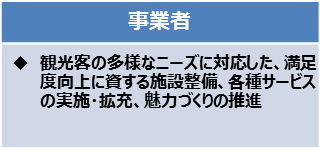 事業者
◆ 観光客の多様なニーズに対応した、満足
度向上に資する施設整備、各種サービス
の実施・拡充、魅力づくりの推進